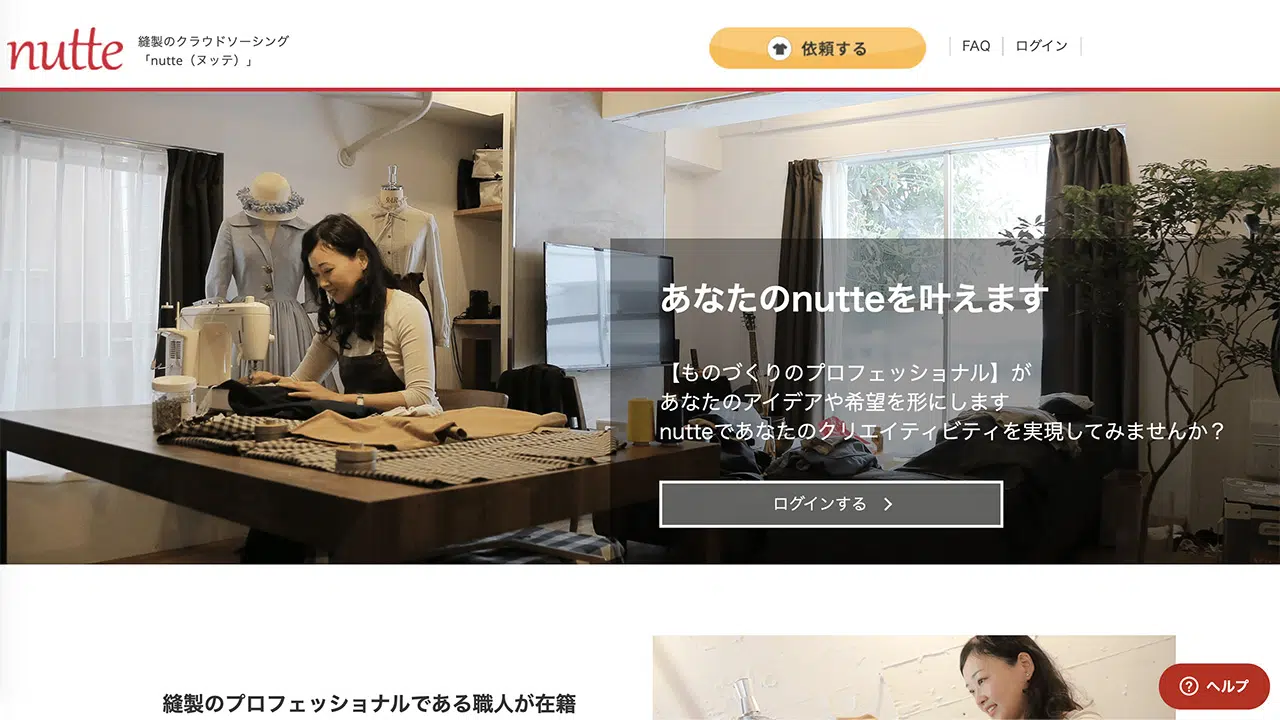 nutte
縫製のクラウドソーシング
「nutte（ヌッテ）」
依頼する
FAQ
ログイン
あなたのnutteを叶えます
【ものづくりのプロフェッショナル】が
あなたのアイデアや希望を形にします
nutteであなたのクリエイティビティを実現してみませんか？
ログインする
縫製のプロフェッショナルである職人が在籍
ヘルプ